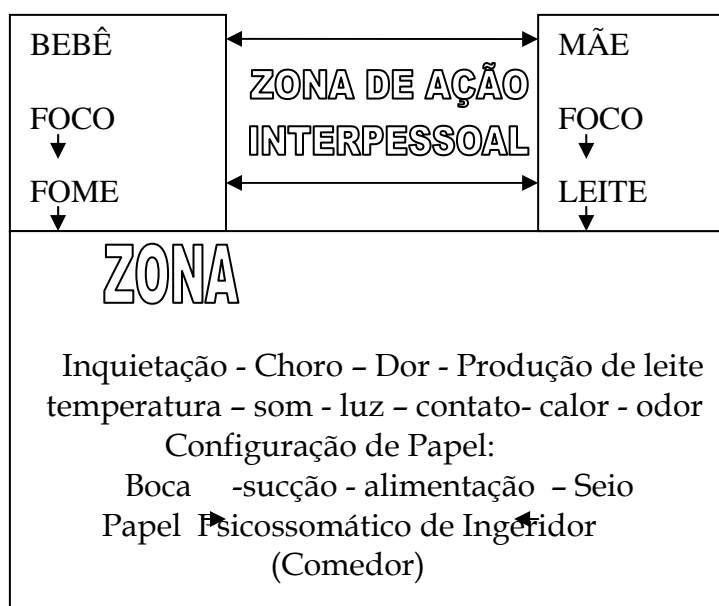 BEBÊ
MÃE
ZONA DE AÇÃO
INTERPESSOAL
FOCO
FOCO
FOME
LEITE
ZONA
Inquietação - Choro – Dor - Produção de leite
temperatura – som - luz – contato- calor - odor
Configuração de Papel:
Boca -sucção - alimentação – Seio
Papel Psicossomático de Ingeridor
(Comedor)